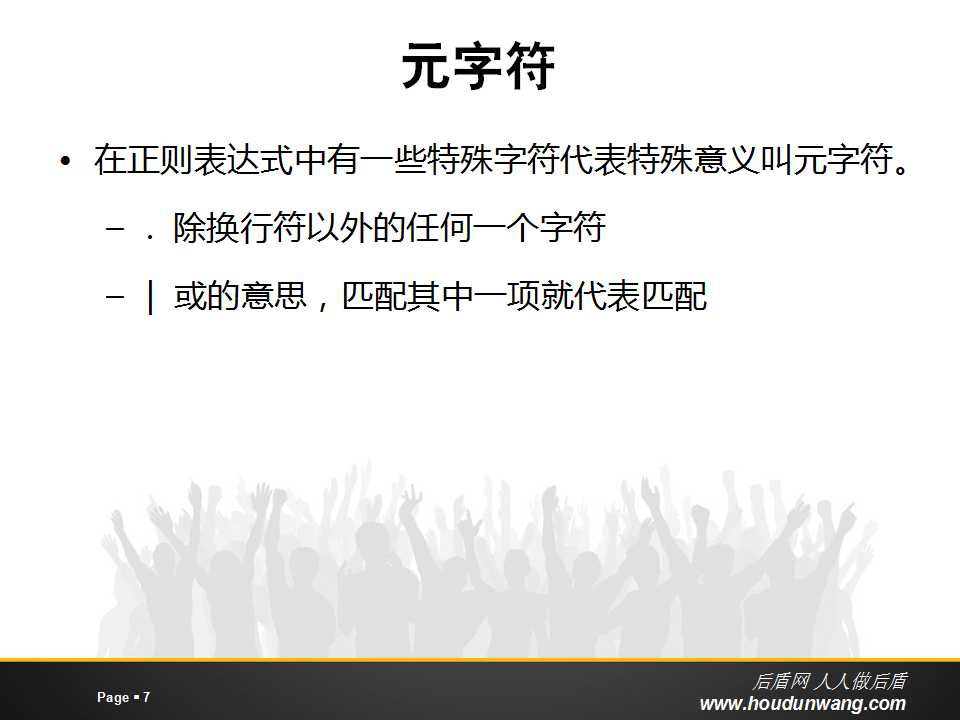 元字符
• 在正则表达式中有一些特殊字符代表特殊意义叫元字符。
– . 除换行符以外的任何一个字符
– | 或的意思，匹配其中一项就代表匹配
Page ▪ 7
后盾网 人人做后盾
www.houdunwang.com